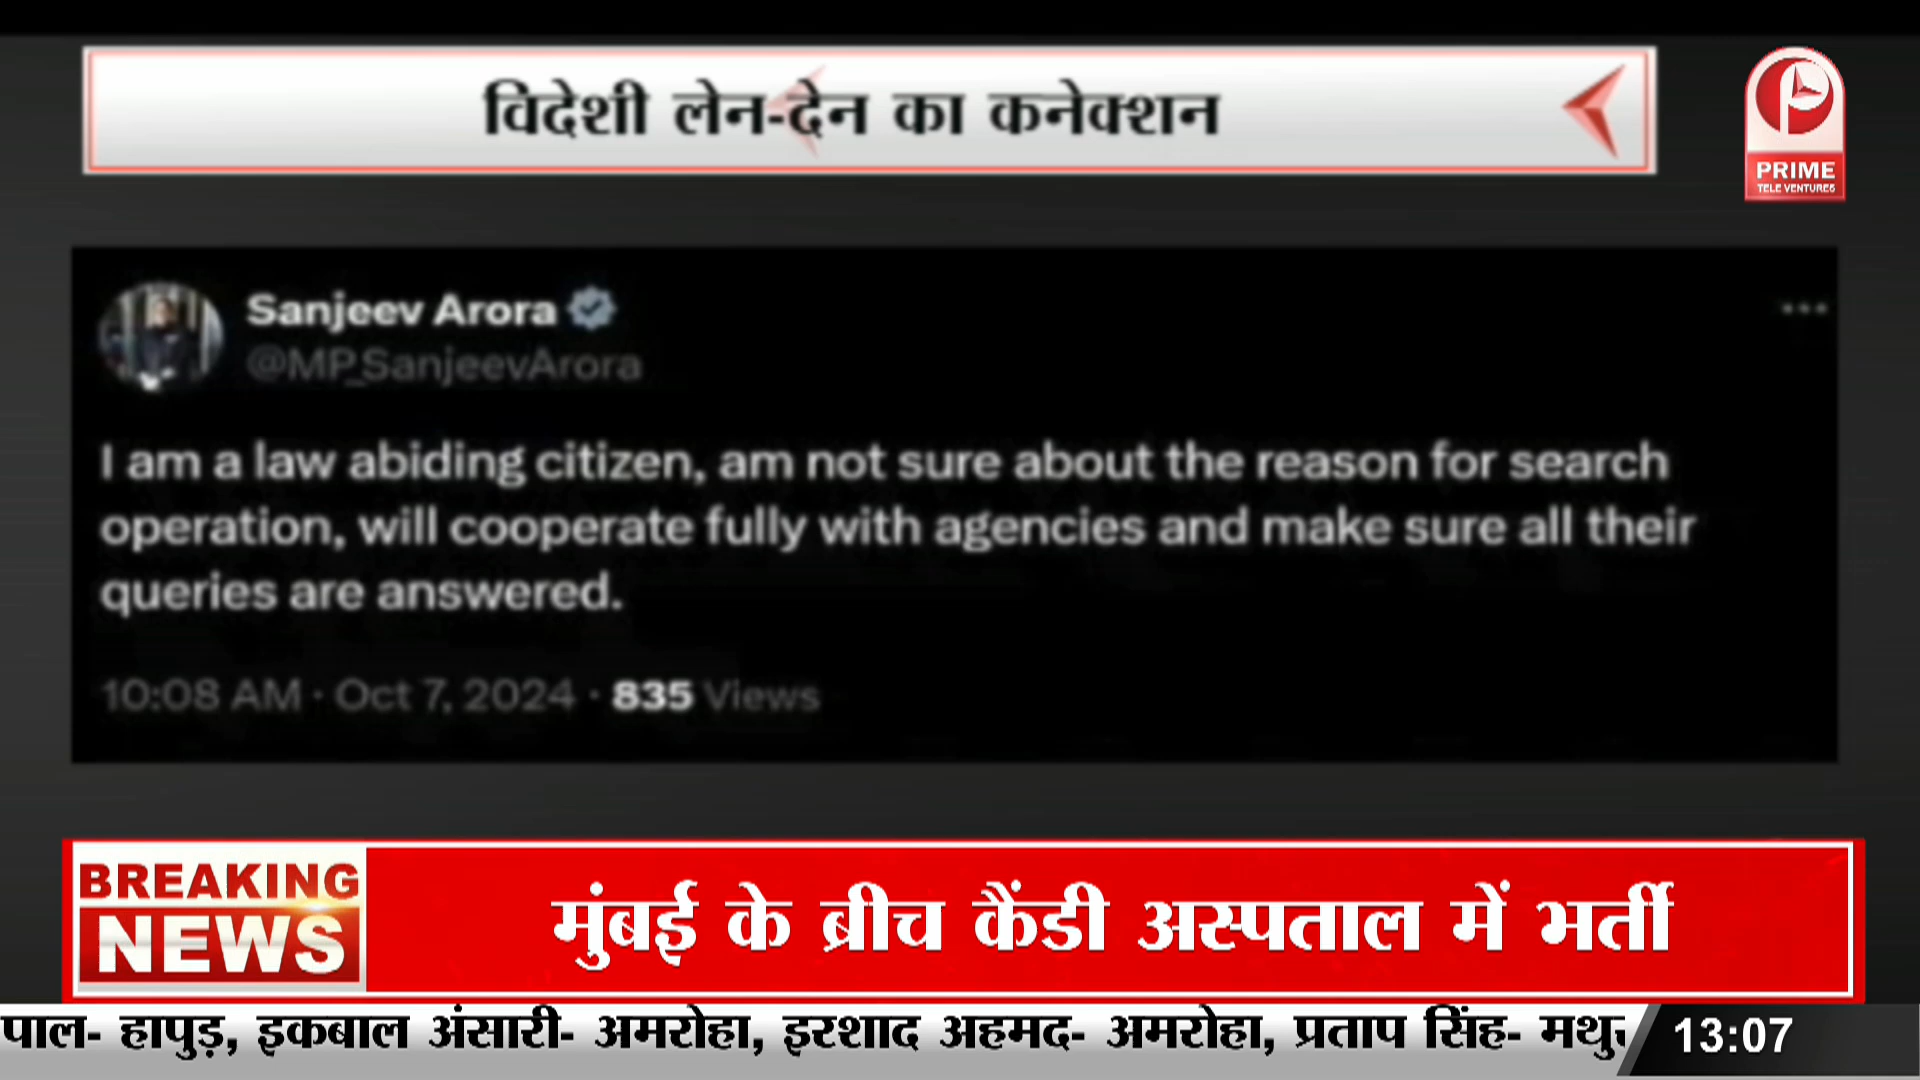 विदेशी लेन-देन का कनेक्शन
PRIME
TELE VENTURES
Sanjeev Arora
@MP_SanjeevArora
I am a law abiding citizen, am not sure about the reason for search
operation, will cooperate fully with agencies and make sure all their
queries are answered.
10:08 AM · Oct 7, 2024 · 835 Views
BREAKING
NEWS
मुंबई के ब्रीच कैंडी अस्पताल में भर्ती
पाल- हापुड़, इकबाल अंसारी- अमरोहा, इरशाद अहमद- अमरोहा, प्रताप सिंह-
13:07